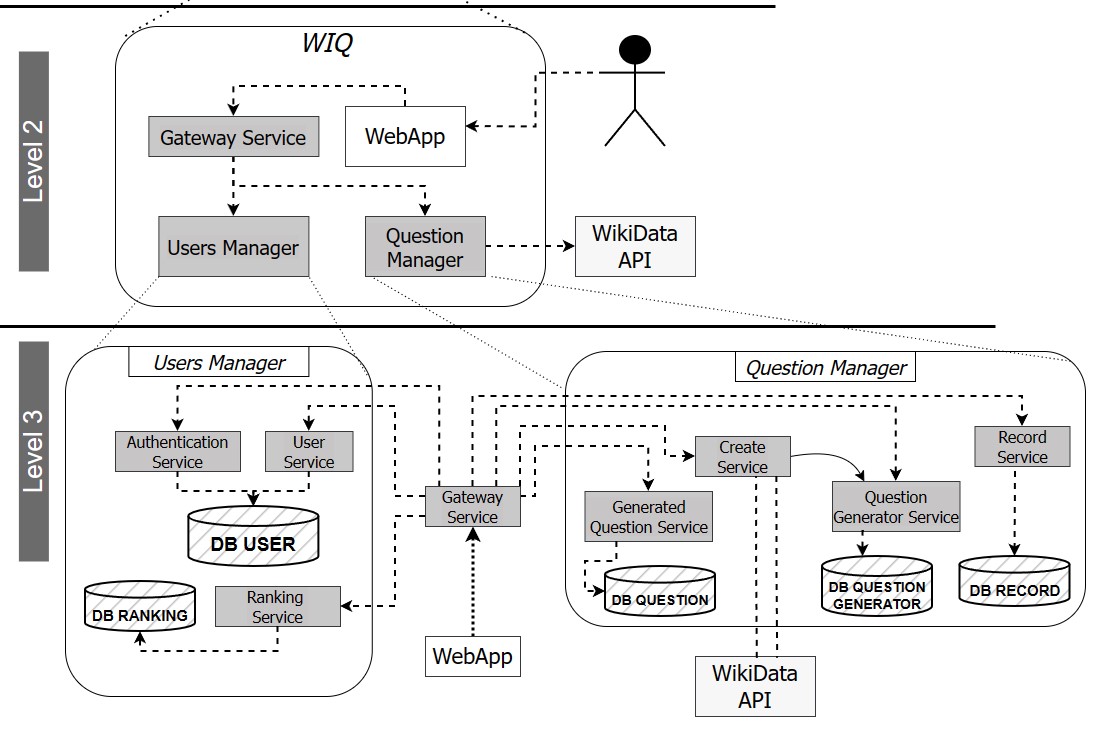 Level 2
WIQ
Gateway Service
WebApp
Users Manager
Question
Manager
WikiData
API
Level 3
Users Manager
Authentication
Service
User
Service
DB USER
DB RANKING
Ranking
Service
Gateway
Service
WebApp
Question Manager
Create
Service
Record
Service
Generated
Question Service
Question
Generator Service
DB QUESTION
DB QUESTION
GENERATOR
DB RECORD
WikiData
API